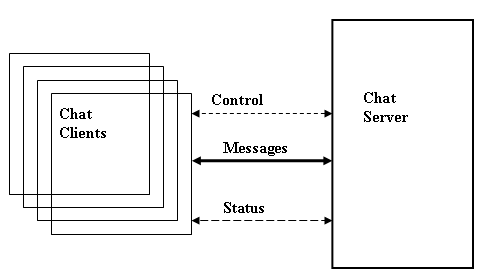 Chat
Clients
Control
Messages
Status
Chat
Server